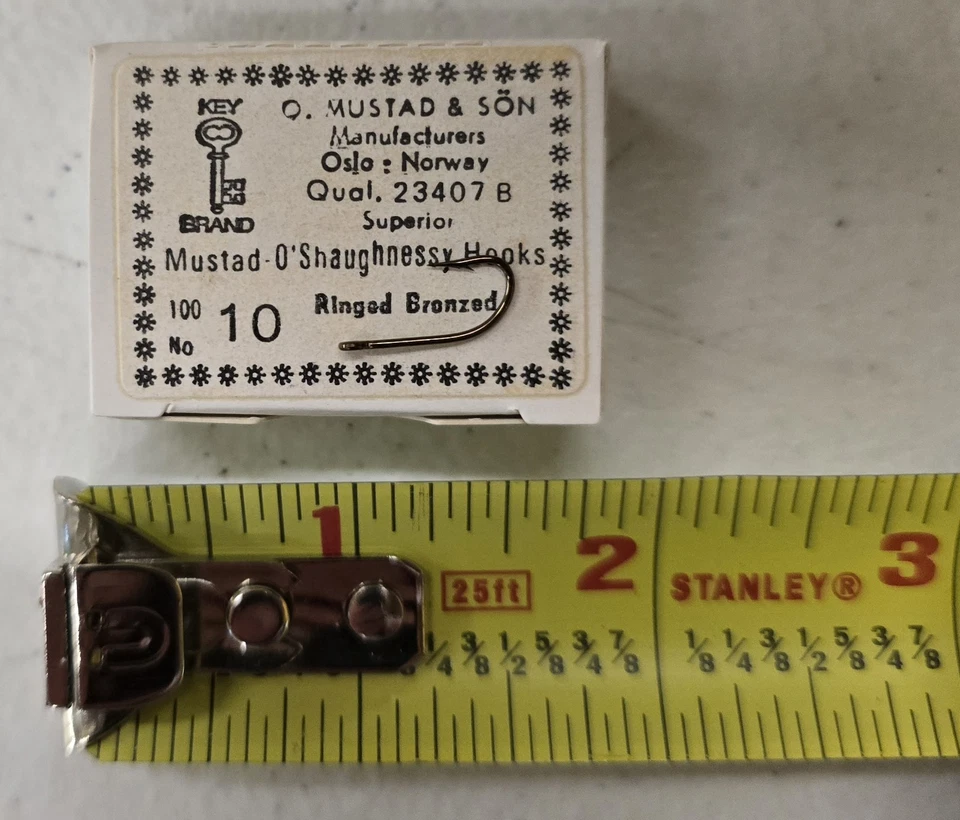 KEY
BRAND
O. MUSTAD & SÖN
Manufacturers
Oslo : Norway
Qual. 23407 B
Superior
Mustad-O'Shaughnessy Hooks
100
No
10
Ringed Bronzed
1 2 3
25ft
STANLEY®
1/4 3/8 1/2 5/8 3/4 7/8 1/8 1/4 3/8 1/2 5/8 3/4 7/8